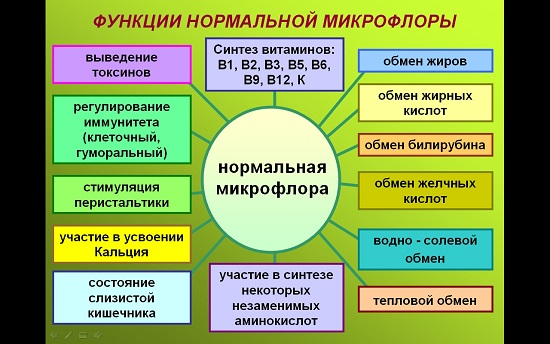 ФУНКЦИИ НОРМАЛЬНОЙ МИКРОФЛОРЫ
выведение
токсинов
регулирование
иммунитета
(клеточный,
гуморальный)
стимуляция
перистальтики
участие в усвоении
Кальция
состояние
слизистой
кишечника
Синтез витаминов:
В1, В2, В3, В5, В6,
В9, В12, К
нормальная
микрофлора
участие в синтезе
некоторых
незаменимых
аминокислот
обмен жиров
обмен жирных
кислот
обмен билирубина
обмен желчных
кислот
водно - солевой
обмен
тепловой обмен